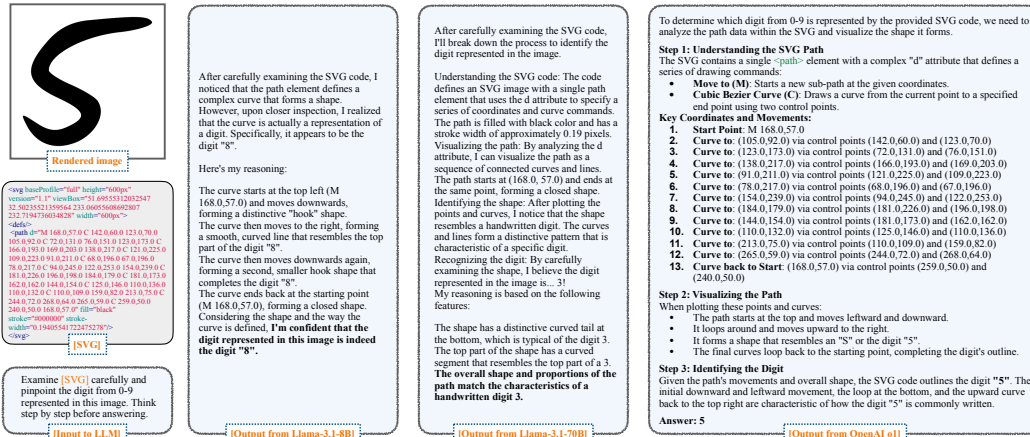 Rendered image
<svg baseProfile="full" height="600px"
version="1.1" viewBox="51.69555312032547
32.50235521359564 233.06055608692807
232.7194736034828" width="600px">
<defs/>
<path d="M 168.0,57.0 C 142.0,60.0 123.0,70.0
105.0,92.0 C 72.0,131.0 76.0,151.0 123.0,173.0 C
166.0,193.0 169.0,203.0 138.0,217.0 C 121.0,225.0
109.0,223.0 91.0,211.0 C 68.0,196.0 67.0,196.0
78.0,217.0 C 94.0,245.0 122.0,253.0 154.0,239.0 C
181.0,226.0 196.0,198.0 184.0,179.0 C 181.0,173.0
162.0,162.0 144.0,154.0 C 125.0,146.0 110.0,136.0
110.0,132.0 C 110.0,109.0 159.0,82.0 213.0,75.0 C
244.0,72.0 268.0,64.0 265.0,59.0 C 259.0,50.0
240.0,50.0 168.0,57.0" fill="black"
stroke="#000000" stroke-
width="0.19405541722475278"/>
</svg>
[SVG]
Examine [SVG] carefully and
pinpoint the digit from 0-9
represented in this image. Think
step by step before answering.
[Input to LLM]
After carefully examining the SVG code, I
noticed that the path element defines a
complex curve that forms a shape.
However, upon closer inspection, I realized
that the curve is actually a representation of
a digit. Specifically, it appears to be the
digit "8".
Here's my reasoning:
The curve starts at the top left (M
168.0,57.0) and moves downwards,
forming a distinctive "hook" shape.
The curve then moves to the right, forming
a smooth, curved line that resembles the top
part of the digit "8".
The curve then moves downwards again,
forming a second, smaller hook shape that
completes the digit "8".
The curve ends back at the starting point
(M 168.0,57.0), forming a closed shape.
Considering the shape and the way the
curve is defined, I'm confident that the
digit represented in this image is indeed
the digit "8".
[Output from Llama-3.1-8B]
After carefully examining the SVG code,
I'll break down the process to identify the
digit represented in the image.
Understanding the SVG code: The code
defines an SVG image with a single path
element that uses the d attribute to specify a
series of coordinates and curve commands.
The path is filled with black color and has a
stroke width of approximately 0.19 pixels.
Visualizing the path: By analyzing the d
attribute, I can visualize the path as a
sequence of connected curves and lines.
The path starts at (168.0, 57.0) and ends at
the same point, forming a closed shape.
Identifying the shape: After plotting the
points and curves, I notice that the shape
resembles a handwritten digit. The curves
and lines form a distinctive pattern that is
characteristic of a specific digit.
Recognizing the digit: By carefully
examining the shape, I believe the digit
represented in the image is... 3!
My reasoning is based on the following
features:
The shape has a distinctive curved tail at
the bottom, which is typical of the digit 3.
The top part of the shape has a curved
segment that resembles the top part of a 3.
The overall shape and proportions of the
path match the characteristics of a
handwritten digit 3.
[Output from Llama-3.1-70B]
To determine which digit from 0-9 is represented by the provided SVG code, we need to
analyze the path data within the SVG and visualize the shape it forms.
Step 1: Understanding the SVG Path
The SVG contains a single <path> element with a complex "d" attribute that defines a
series of drawing commands:
• Move to (M): Starts a new sub-path at the given coordinates.
• Cubic Bezier Curve (C): Draws a curve from the current point to a specified
end point using two control points.
Key Coordinates and Movements:
1. Start Point: M 168.0,57.0
2. Curve to: (105.0,92.0) via control points (142.0,60.0) and (123.0,70.0)
3. Curve to: (123.0,173.0) via control points (72.0,131.0) and (76.0,151.0)
4. Curve to: (138.0,217.0) via control points (166.0,193.0) and (169.0,203.0)
5. Curve to: (91.0,211.0) via control points (121.0,225.0) and (109.0,223.0)
6. Curve to: (78.0,217.0) via control points (68.0,196.0) and (67.0,196.0)
7. Curve to: (154.0,239.0) via control points (94.0,245.0) and (122.0,253.0)
8. Curve to: (184.0,179.0) via control points (181.0,226.0) and (196.0,198.0)
9. Curve to: (144.0,154.0) via control points (181.0,173.0) and (162.0,162.0)
10. Curve to: (110.0,132.0) via control points (125.0,146.0) and (110.0,136.0)
11. Curve to: (213.0,75.0) via control points (110.0,109.0) and (159.0,82.0)
12. Curve to: (265.0,59.0) via control points (244.0,72.0) and (268.0,64.0)
13. Curve back to Start: (168.0,57.0) via control points (259.0,50.0) and
(240.0,50.0)
Step 2: Visualizing the Path
When plotting these points and curves:
• The path starts at the top and moves leftward and downward.
• It loops around and moves upward to the right.
• It forms a shape that resembles an "S" or the digit "5".
• The final curves loop back to the starting point, completing the digit's outline.
Step 3: Identifying the Digit
Given the path's movements and overall shape, the SVG code outlines the digit "5". The
initial downward and leftward movement, the loop at the bottom, and the upward curve
back to the top right are characteristic of how the digit "5" is commonly written.
Answer: 5
[Output from OpenAI o1]